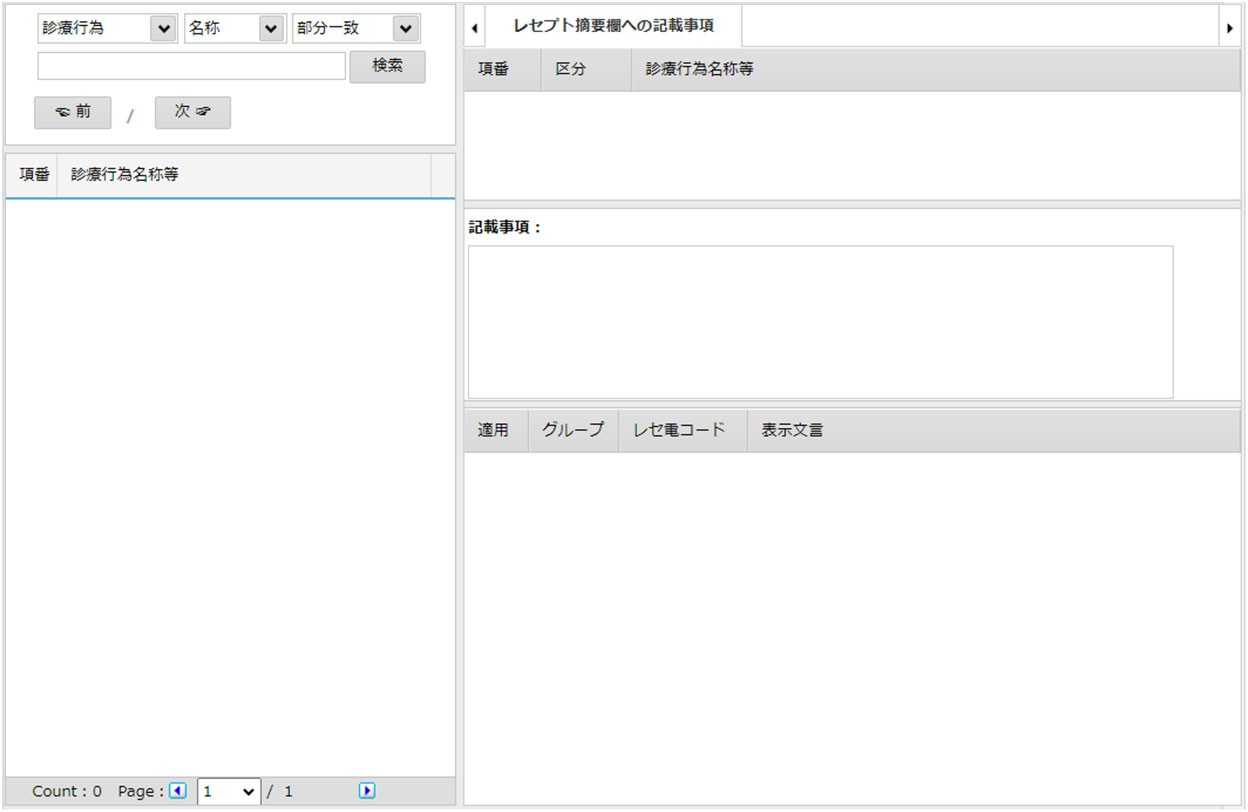 診療行為 名称 部分一致
検索
前 / 次
項番 診療行為名称等
Count : 0 Page : 1 / 1
レセプト摘要欄への記載事項
項番 区分 診療行為名称等
記載事項：
適用 グループ レセ電コード 表示文言